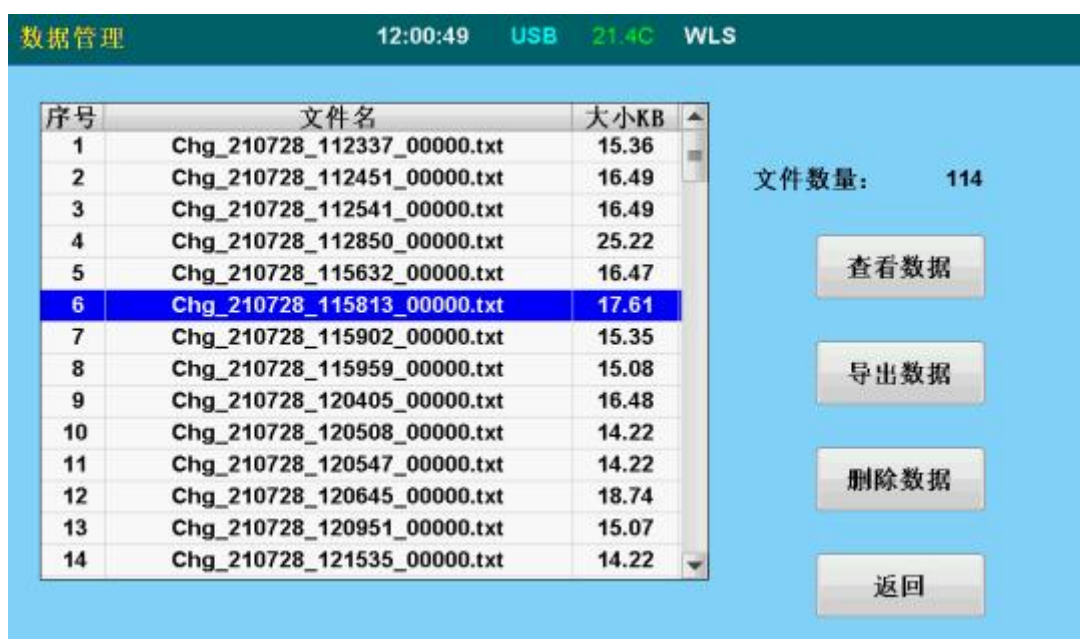 数据管理 12:00:49 USB 21.4C WLS
序号 文件名 大小KB
1 Chg_210728_112337_00000.txt 15.36
2 Chg_210728_112451_00000.txt 16.49
文件数量: 114
3 Chg_210728_112541_00000.txt 16.49
4 Chg_210728_112850_00000.txt 25.22
5 Chg_210728_115632_00000.txt 16.47
查看数据
6 Chg_210728_115813_00000.txt 17.61
7 Chg_210728_115902_00000.txt 15.35
8 Chg_210728_115959_00000.txt 15.08
导出数据
9 Chg_210728_120405_00000.txt 16.48
10 Chg_210728_120508_00000.txt 14.22
11 Chg_210728_120547_00000.txt 14.22
删除数据
12 Chg_210728_120645_00000.txt 18.74
13 Chg_210728_120951_00000.txt 15.07
14 Chg_210728_121535_00000.txt 14.22
返回